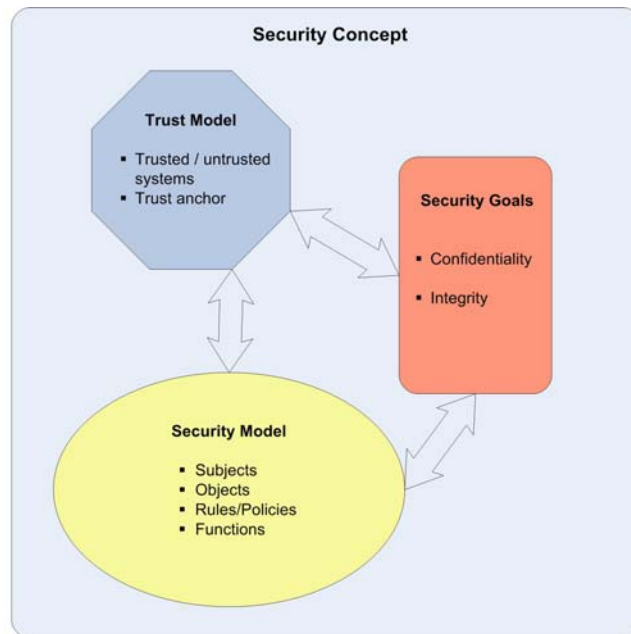 Security Concept
Trust Model
▪ Trusted / untrusted
systems
▪ Trust anchor
Security Goals
▪ Confidentiality
▪ Integrity
Security Model
▪ Subjects
▪ Objects
▪ Rules/Policies
▪ Functions